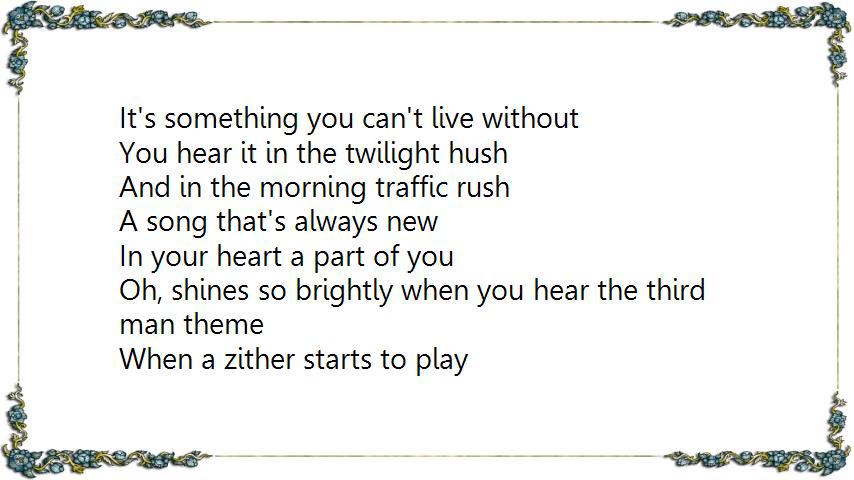 It's something you can't live without
You hear it in the twilight hush
And in the morning traffic rush
A song that's always new
In your heart a part of you
Oh, shines so brightly when you hear the third
man theme
When a zither starts to play